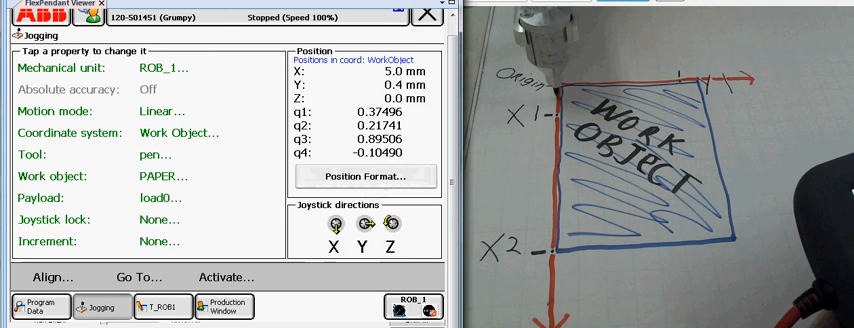 FlexPendant Viewer
ABB
120-501451 (Grumpy)
Stopped (Speed 100%)
Jogging
Tap a property to change it
Mechanical unit: ROB_1...
Absolute accuracy: Off
Motion mode: Linear...
Coordinate system: Work Object...
Tool: pen...
Work object: PAPER...
Payload: load0...
Joystick lock: None...
Increment: None...
Position
Positions in coord: WorkObject
X: 5.0 mm
Y: 0.4 mm
Z: 0.0 mm
q1: 0.37496
q2: 0.21741
q3: 0.89506
q4: -0.10490
Position Format...
Joystick directions
X Y Z
Align... Go To... Activate...
Program Data
Jogging
T_ROB1
Production Window
ROB_1
Origin
X1
X2
Y1
WORK
OBJECT